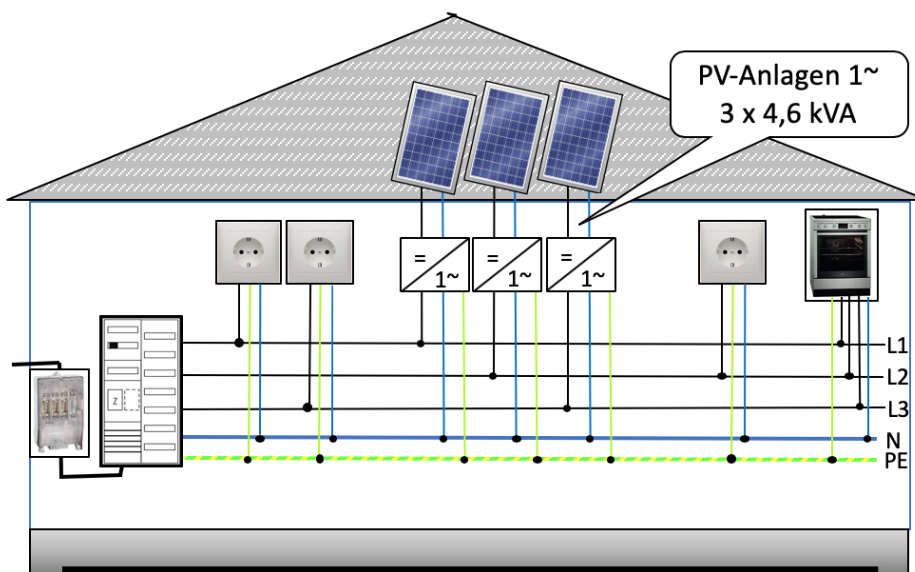 PV-Anlagen 1~
3 x 4,6 kVA
=
1~
=
1~
=
1~
L1
L2
L3
N
PE
Z